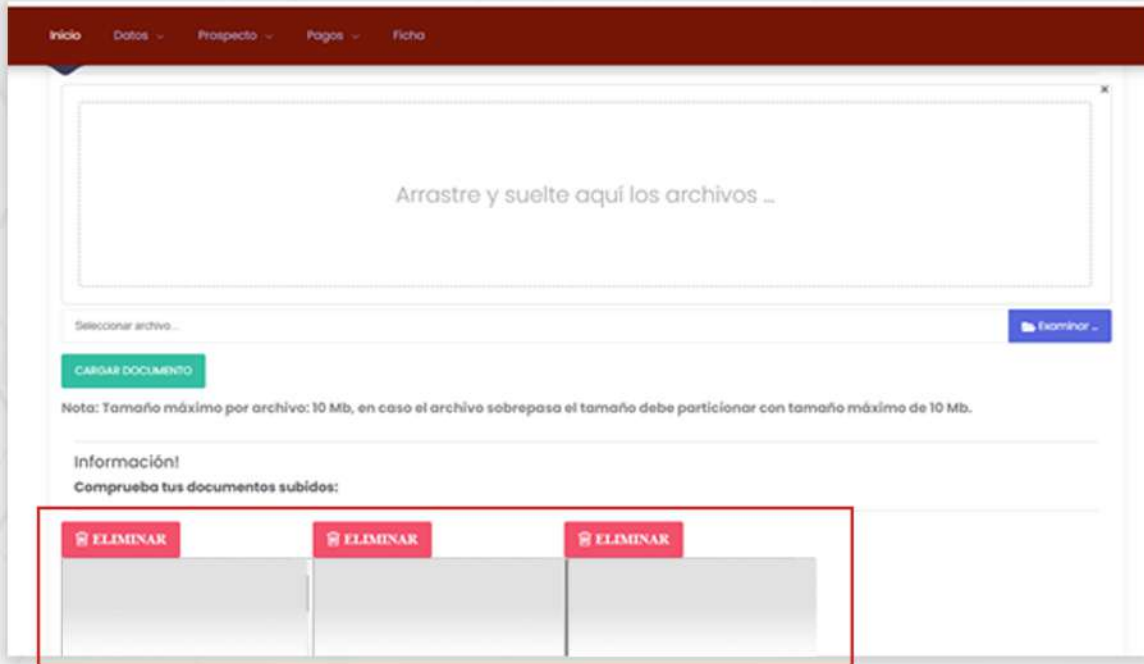 Inicio Datos Prospecto Pagos Ficha
×
Arrastre y suelte aquí los archivos ...
Seleccionar archivo ...
Examinar ...
CARGAR DOCUMENTO
Nota: Tamaño máximo por archivo: 10 Mb, en caso el archivo sobrepasa el tamaño debe particionar con tamaño máximo de 10 Mb.
Información!
Comprueba tus documentos subidos:
ELIMINAR ELIMINAR ELIMINAR